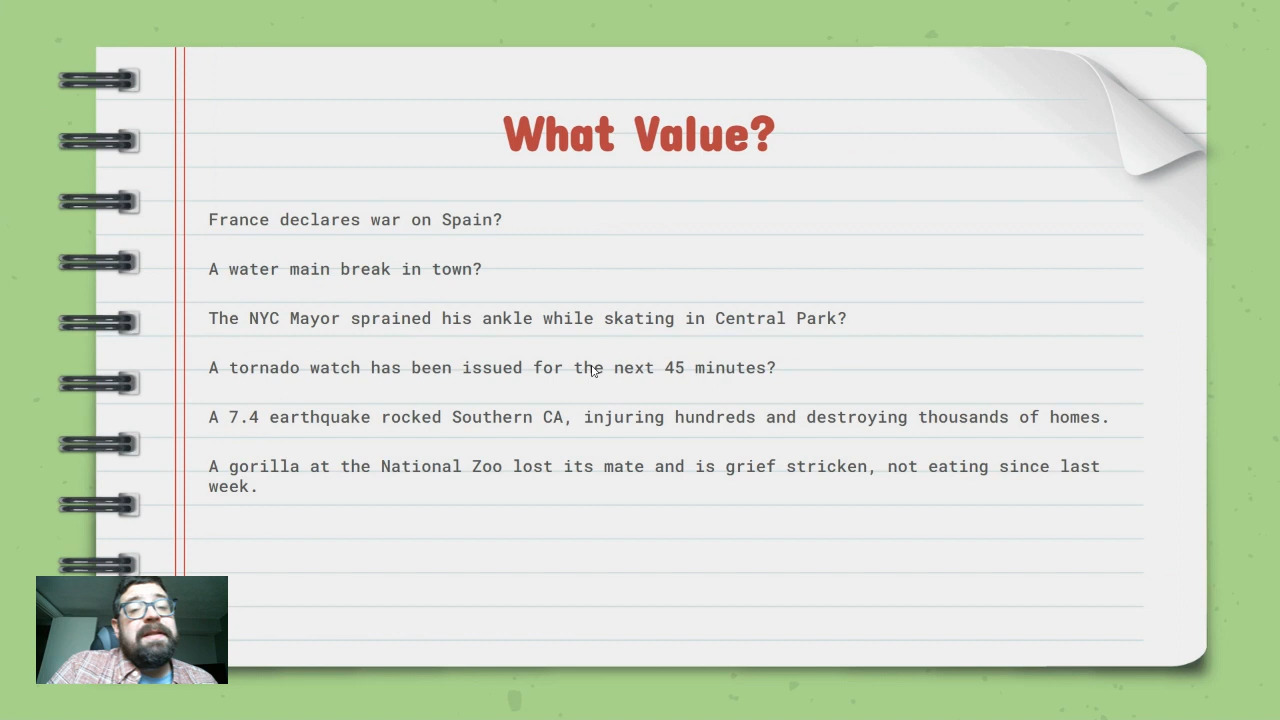 What Value?
France declares war on Spain?
A water main break in town?
The NYC Mayor sprained his ankle while skating in Central Park?
A tornado watch has been issued for the next 45 minutes?
A 7.4 earthquake rocked Southern CA, injuring hundreds and destroying thousands of homes.
A gorilla at the National Zoo lost its mate and is grief stricken, not eating since last
week.